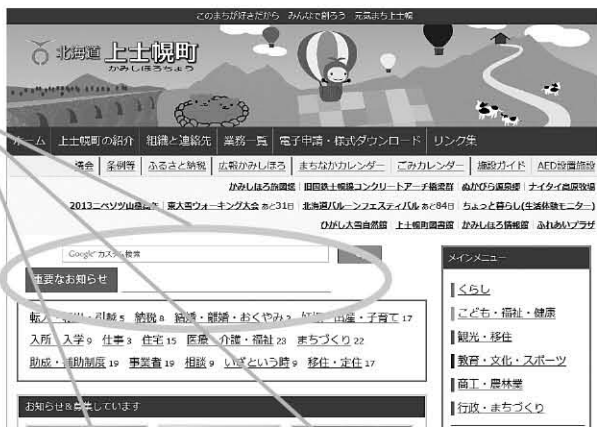 このまちが好きだから みんなで創ろう 元気まち上士幌
北海道 上士幌町
かみしほろちょう
ホーム 上士幌町の紹介 組織と連絡先 業務一覧 電子申請・様式ダウンロード リンク集
議会 条例等 ふるさと納税 広報かみしほろ まちなかカレンダー ごみカレンダー 施設ガイド AED設置施設
かみしほろ旅図鑑 旧国鉄士幌線コンクリートアーチ橋梁群 ぬかびら源泉郷 ナイタイ高原牧場
2013ニペソツ山慕 東大雪ウォーキング大会 あと31日 北海道バルーンフェスティバル あと84日 ちょっと暮らし(生活体験モニター)
ひがし大雪自然館 上士幌町図書館 かみしほろ情報館 ふれあいプラザ
Google カスタム検索
メインメニュー
重要なお知らせ
くらし
こども・福祉・健康
転入・ 引越 5 納税 8 結婚・離婚・おくやみ 産・子育て 17
観光・移住
入所 入学 9 仕事 3 住宅 15 医療・介護・福祉 23 まちづくり 22
教育・文化・スポーツ
助成・補助制度 19 事業者 19 相談 9 いざという時 9 移住・定住 17
商工・農林業
お知らせ&募集しています
行政・まちづくり